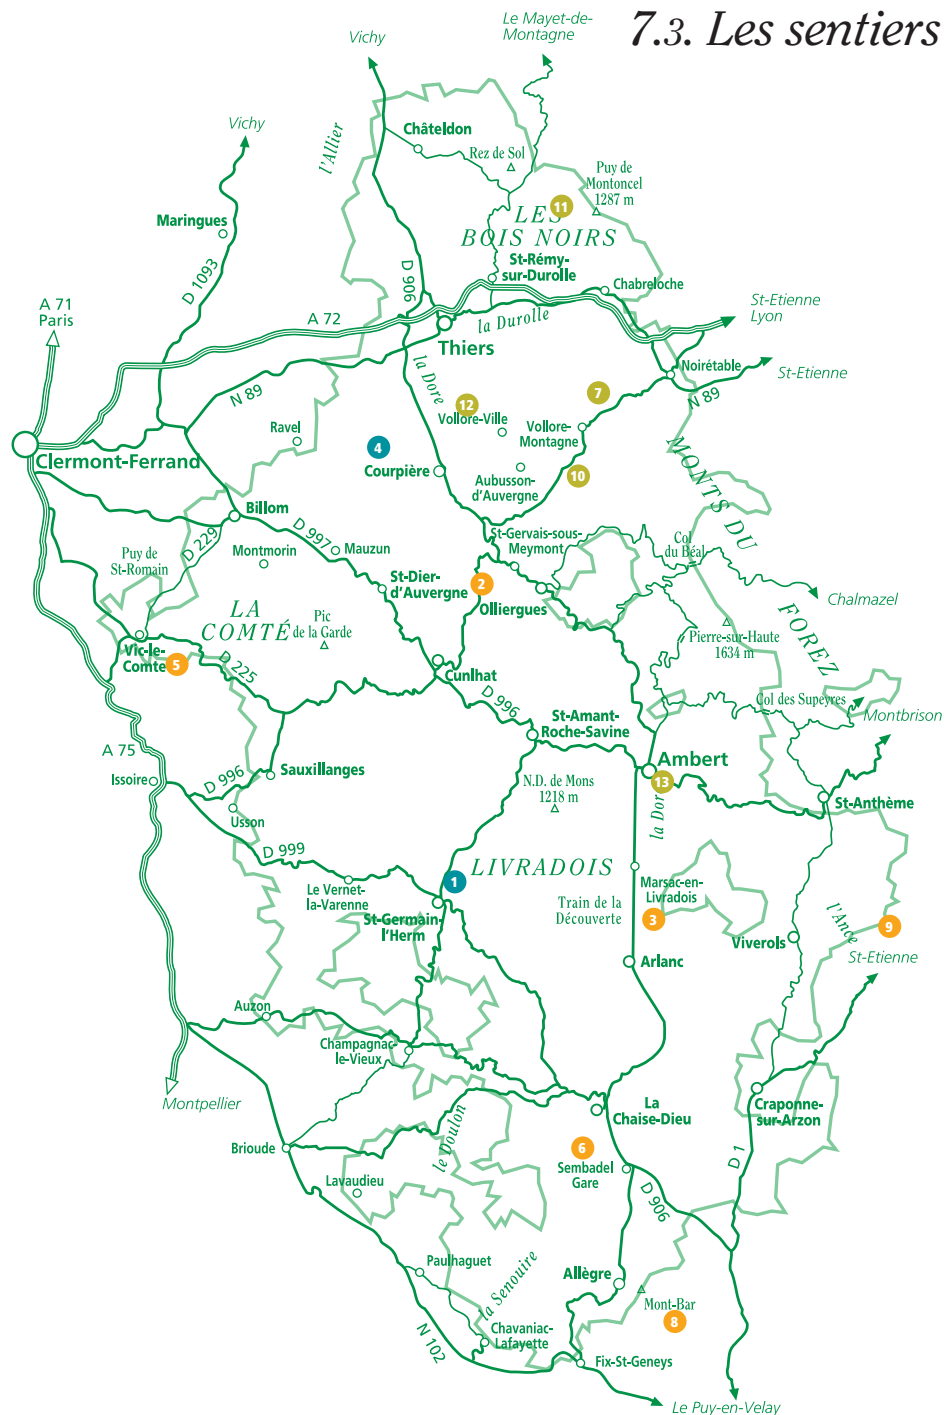 7.3. Les sentiers
Le Mayet-de-
Montagne
Vichy
Vichy
l'Allier
Châteldon
Rez de Sol
Puy de
Montoncel
1287 m
11
LES
BOIS NOIRS
Maringues
D 1093
D 906
St-Rémy-
sur-Durolle
Chabreloche
A 71
Paris
A 72
la Durolle
St-Etienne
Lyon
Thiers
la Dore
Noirétable
St-Etienne
N 89
N 89
7
12
Vollore-Ville
Vollore-
Montagne
Ravel
4
Clermont-Ferrand
Courpière
Aubusson-
d'Auvergne
10
MONTS DU
FOREZ
Billom
D 229
D 997
Mauzun
Montmorin
Puy de
St-Romain
St-Gervais-sous-
Meymont
Col
du Béal
St-Dier-
d'Auvergne
2
Olliergues
Chalmazel
LA
COMTÉ
Pic
de la Garde
Pierre-sur-Haute
1634 m
Vic-le-
Comte
5
D 225
Cunlhat
D 996
Col des Supeyres
Montbrison
St-Amant-
Roche-Savine
A 75
Issoire
D 996
Sauxillanges
Ambert
13
N.D. de Mons
1218 m
la Dore
St-Anthème
Usson
D 999
LIVRADOIS
1
Le Vernet-
la-Varenne
Marsac-en-
Livradois
Train de la
Découverte
3
St-Germain-
l'Herm
l'Ance
9
Viverols
St-Etienne
Arlanc
Auzon
Champagnac-
le-Vieux
Montpellier
La
Chaise-Dieu
Craponne-
sur-Arzon
le Doulon
Brioude
6
Sembadel
Gare
D 1
Lavaudieu
D 906
Paulhaguet
la Senouire
Allègre
Mont-Bar
8
N 102
Chavaniac-
Lafayette
Fix-St-Geneys
Le Puy-en-Velay